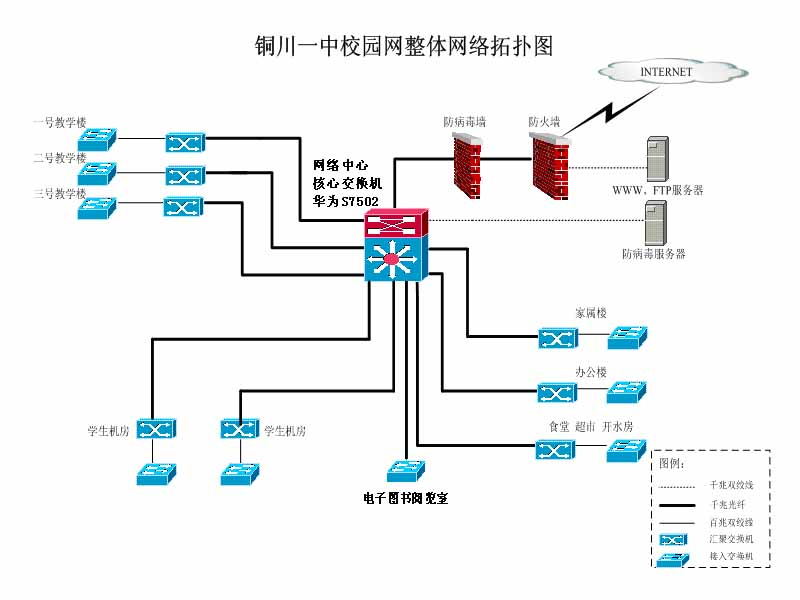 铜川一中校园网整体网络拓扑图
INTERNET
一号教学楼
防病毒墙
防火墙
二号教学楼
网络中心
核心交换机
华为S7502
三号教学楼
WWW，FTP服务器
防病毒服务器
家属楼
办公楼
学生机房
学生机房
食堂 超市 开水房
电子图书阅览室
图例：
千兆双绞线
千兆光纤
百兆双绞缐
汇聚交换机
接入交换机